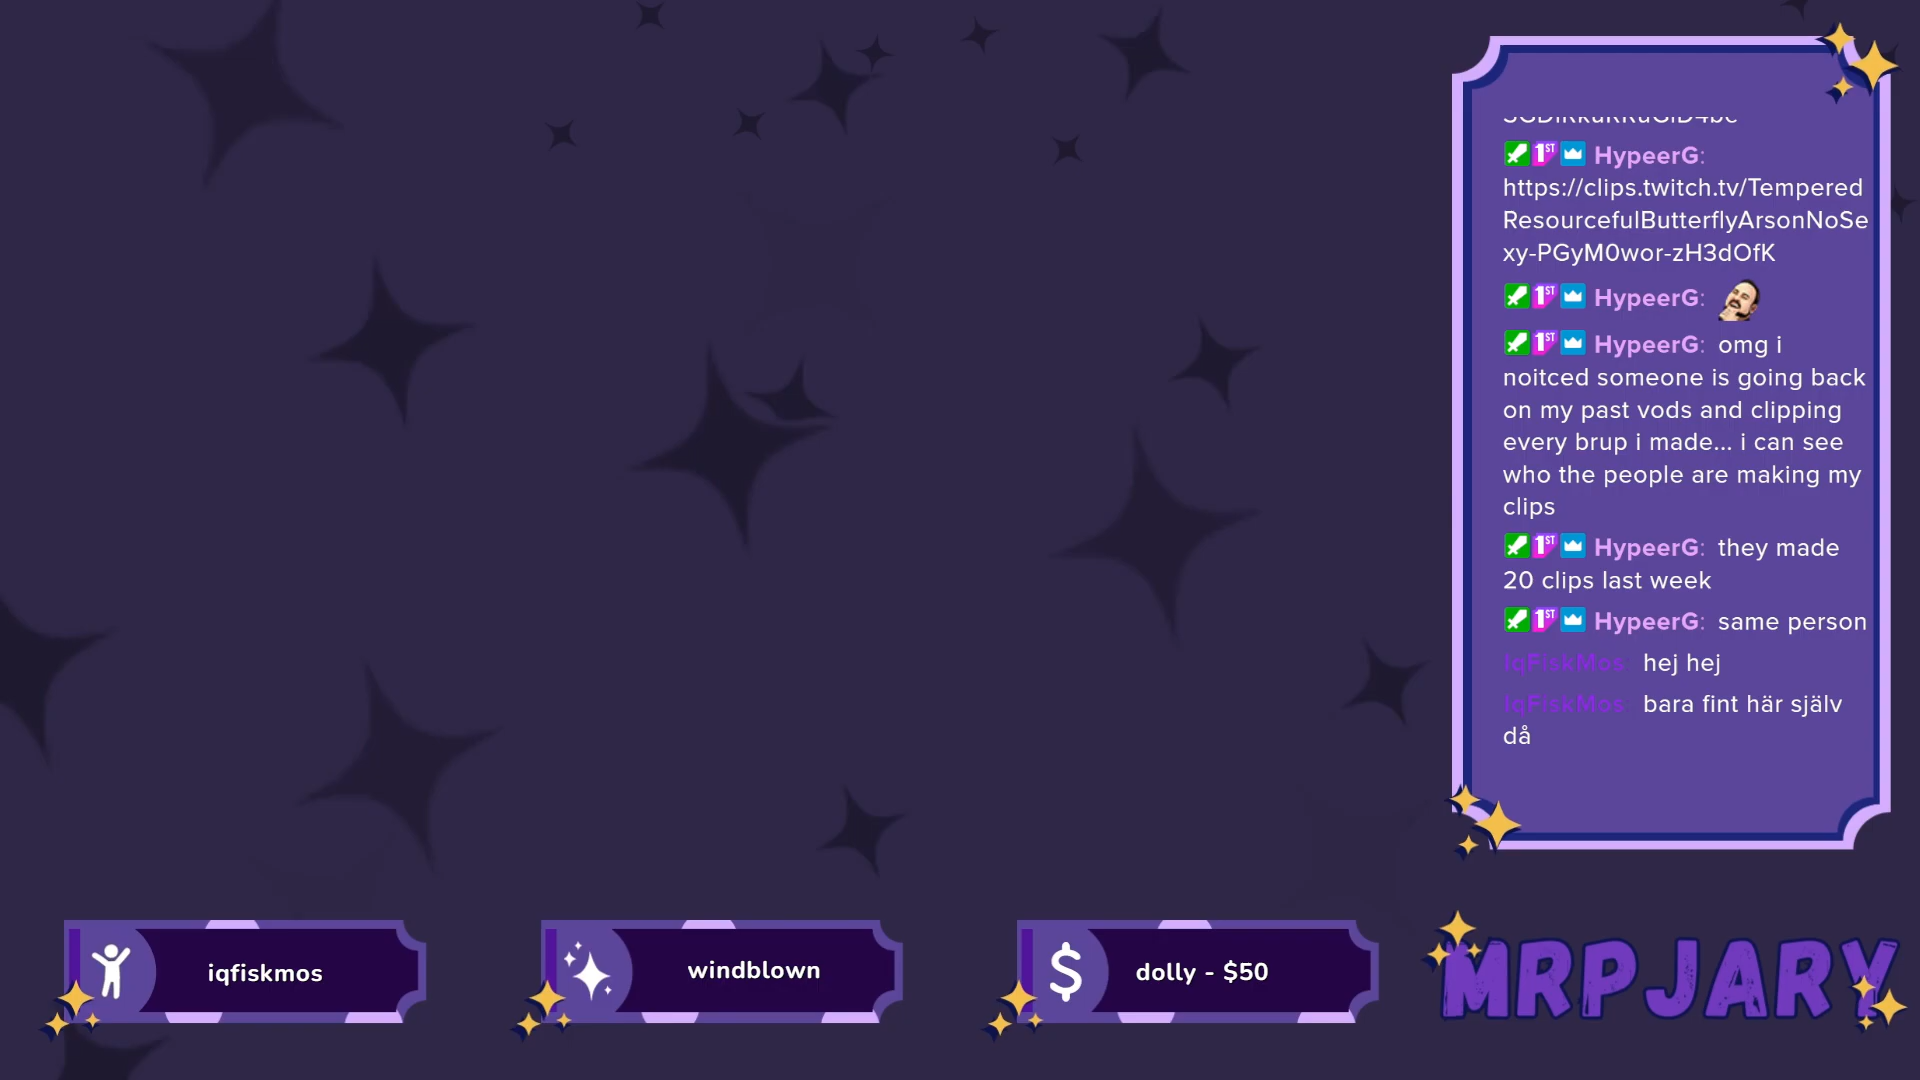 HypeerG:
https://clips.twitch.tv/Tempered
ResourcefulButterflyArsonNoSe
xy-PGyM0wor-zH3dOfK
HypeerG:
HypeerG: omg i
noitced someone is going back
on my past vods and clipping
every brup i made... i can see
who the people are making my
clips
HypeerG: they made
20 clips last week
HypeerG: same person
IqFiskMos: hej hej
IqFiskMos: bara fint här själv
då
iqfiskmos
windblown
dolly - $50
MRPJARY